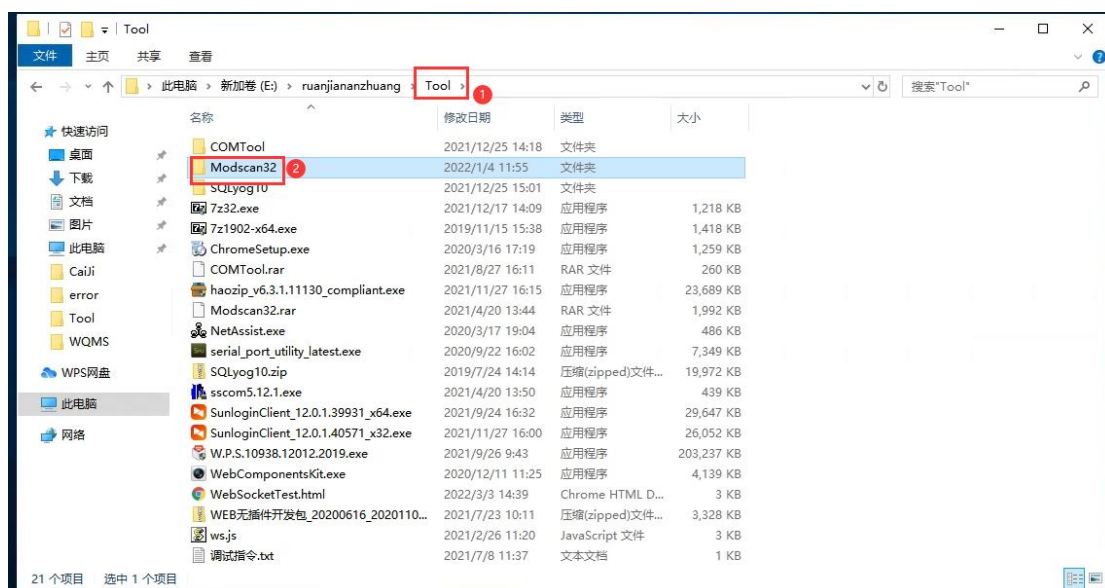 Tool
文件 主页 共享 查看
此电脑 › 新加卷 (E:) › ruanjiananzhuang › Tool › 1 搜索"Tool"
名称 修改日期 类型 大小
快速访问
桌面
下载
文档
图片
此电脑
CaiJi
error
Tool
WQMS
WPS网盘
此电脑
网络
COMTool 2021/12/25 14:18 文件夹
Modscan32 2 2022/1/4 11:55 文件夹
SQLyog10 2021/12/25 15:01 文件夹
7z32.exe 2021/12/17 14:09 应用程序 1,218 KB
7z1902-x64.exe 2019/11/15 15:38 应用程序 1,418 KB
ChromeSetup.exe 2020/3/16 17:19 应用程序 1,259 KB
COMTool.rar 2021/8/27 16:11 RAR 文件 260 KB
haozip_v6.3.1.11130_compliant.exe 2021/11/27 16:15 应用程序 23,689 KB
Modscan32.rar 2021/4/20 13:44 RAR 文件 1,992 KB
NetAssist.exe 2020/3/17 19:04 应用程序 486 KB
serial_port_utility_latest.exe 2020/9/22 16:02 应用程序 7,349 KB
SQLyog10.zip 2019/7/24 14:14 压缩(zipped)文件... 19,972 KB
sscom5.12.1.exe 2021/4/20 13:50 应用程序 439 KB
SunloginClient_12.0.1.39931_x64.exe 2021/9/24 16:32 应用程序 29,647 KB
SunloginClient_12.0.1.40571_x32.exe 2021/11/27 16:00 应用程序 26,052 KB
W.P.S.10938.12012.2019.exe 2021/9/26 9:43 应用程序 203,237 KB
WebComponentsKit.exe 2020/12/11 11:25 应用程序 4,139 KB
WebSocketTest.html 2022/3/3 14:39 Chrome HTML D... 3 KB
WEB无插件开发包_20200616_2020110... 2021/7/23 10:11 压缩(zipped)文件... 3,328 KB
ws.js 2021/2/26 11:20 JavaScript 文件 3 KB
调试指令.txt 2021/7/8 11:37 文本文档 1 KB
21 个项目 选中 1 个项目